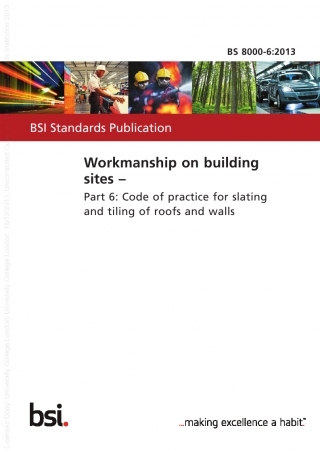 BS 8000-6:2013
BSI Standards Publication
Workmanship on building
sites –
Part 6: Code of practice for slating
and tiling of roofs and walls
bsi.
...making excellence a habit.™